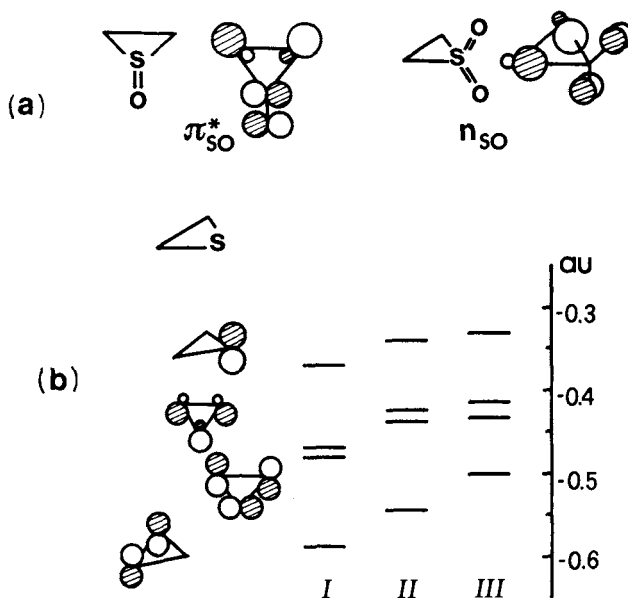 (a)
S
O
π*SO
S
O
O
nSO
S
(b)
au
-0.3
-0.4
-0.5
-0.6
I II III